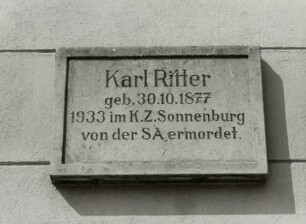 Karl Ritter
geb. 30.10.1877
1933 im K.Z. Sonnenburg
von der SA ermordet.